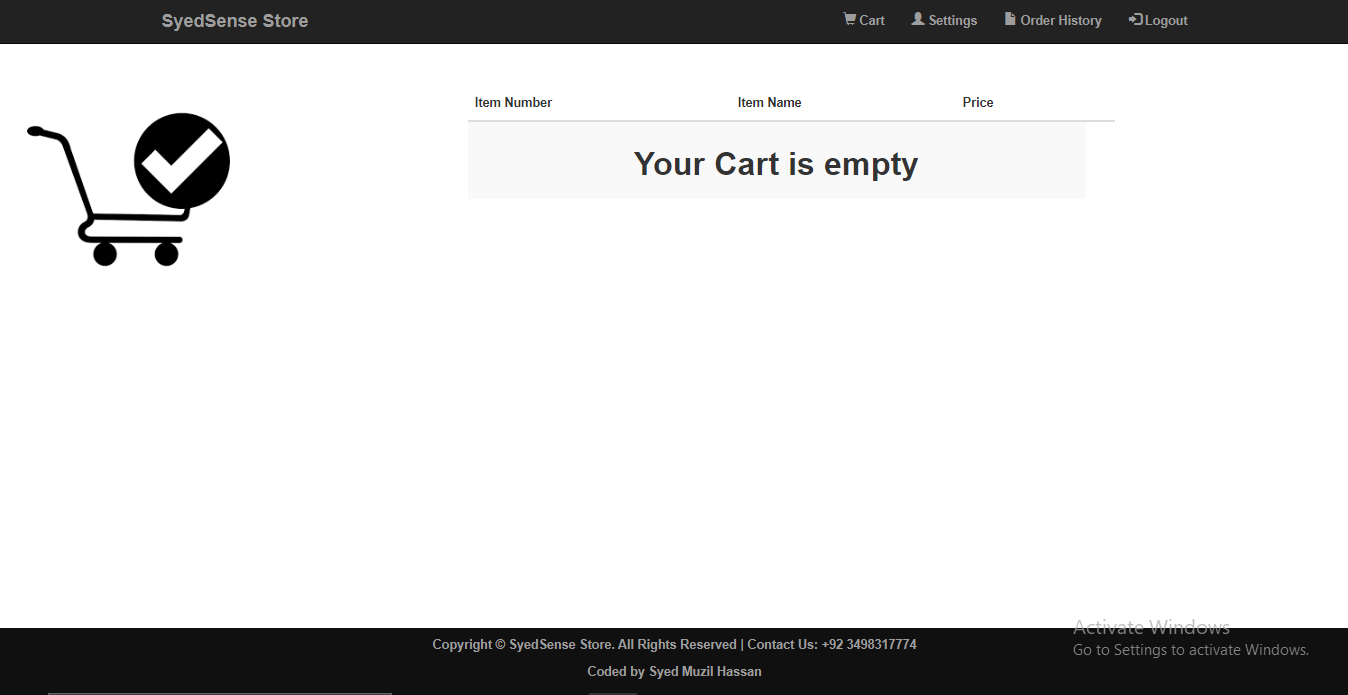 SyedSense Store Cart Settings Order History Logout
Item Number Item Name Price
Your Cart is empty
Activate Windows
Go to Settings to activate Windows.
Copyright © SyedSense Store. All Rights Reserved | Contact Us: +92 3498317774
Coded by Syed Muzil Hassan